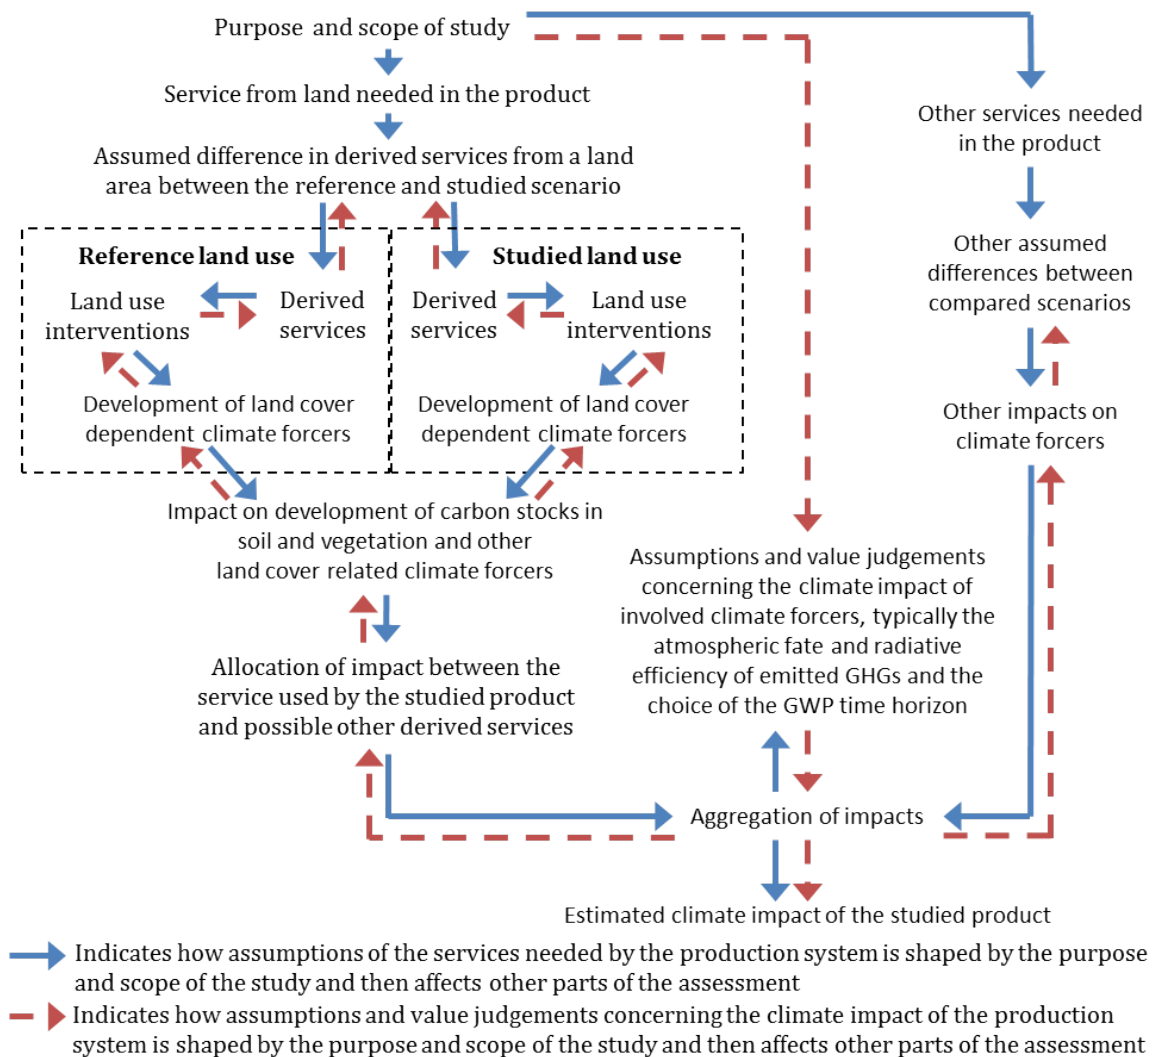 Purpose and scope of study
Service from land needed in the product
Assumed difference in derived services from a land
area between the reference and studied scenario
Reference land use
Land use
interventions
Derived
services
Development of land cover
dependent climate forcers
Studied land use
Derived
services
Land use
interventions
Development of land cover
dependent climate forcers
Impact on development of carbon stocks in
soil and vegetation and other
land cover related climate forcers
Allocation of impact between the
service used by the studied product
and possible other derived services
Assumptions and value judgements
concerning the climate impact of
involved climate forcers, typically the
atmospheric fate and radiative
efficiency of emitted GHGs and the
choice of the GWP time horizon
Other services needed
in the product
Other assumed
differences between
compared scenarios
Other impacts on
climate forcers
Aggregation of impacts
Estimated climate impact of the studied product
Indicates how assumptions of the services needed by the production system is shaped by the purpose
and scope of the study and then affects other parts of the assessment
Indicates how assumptions and value judgements concerning the climate impact of the production
system is shaped by the purpose and scope of the study and then affects other parts of the assessment